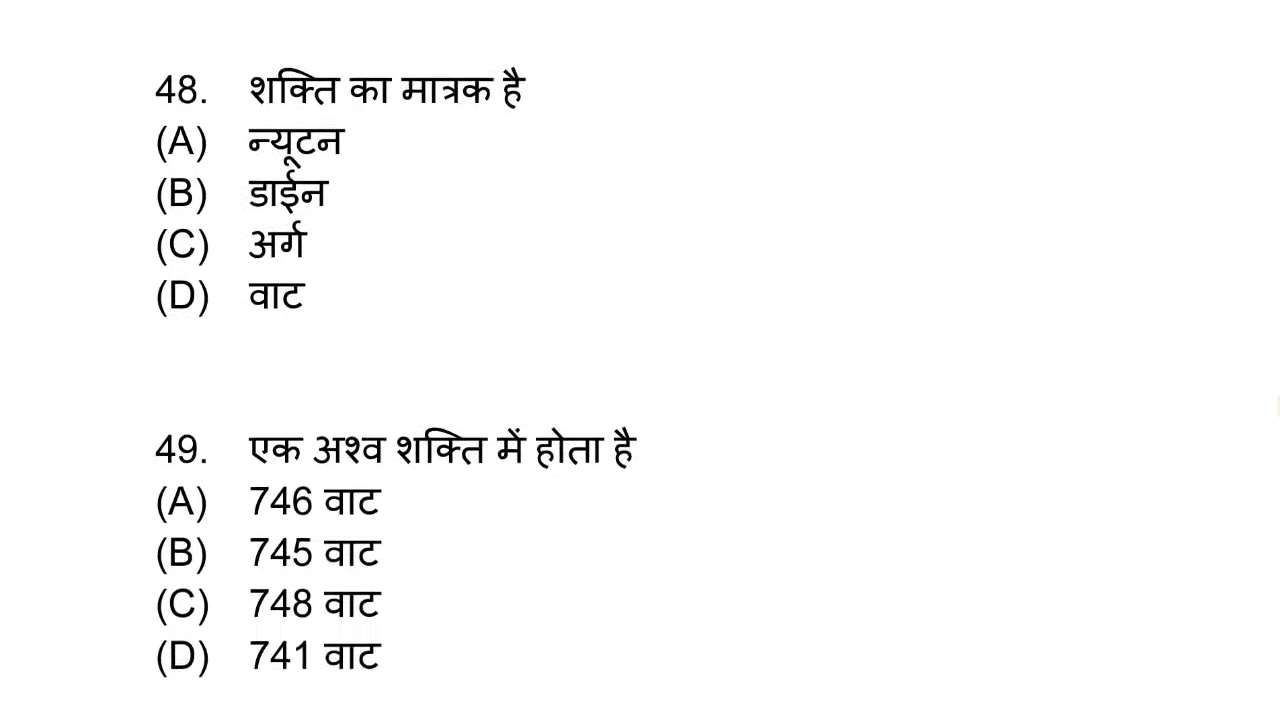 48. शक्ति का मात्रक है
(A) न्यूटन
(B) डाईन
(C) अर्ग
(D) वाट
49. एक अश्व शक्ति में होता है
(A) 746 वाट
(B) 745 वाट
(C) 748 वाट
(D) 741 वाट